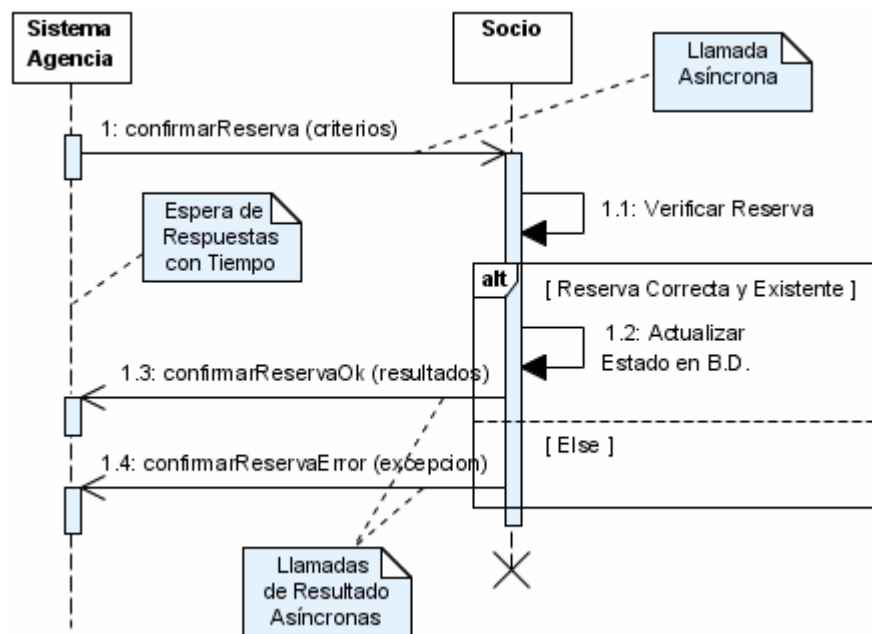 Sistema
Agencia
Socio
Llamada
Asíncrona
1: confirmarReserva (criterios)
1.1: Verificar Reserva
Espera de
Respuestas
con Tiempo
alt
[ Reserva Correcta y Existente ]
1.2: Actualizar
Estado en B.D.
1.3: confirmarReservaOk (resultados)
[ Else ]
1.4: confirmarReservaError (excepcion)
Llamadas
de Resultado
Asíncronas